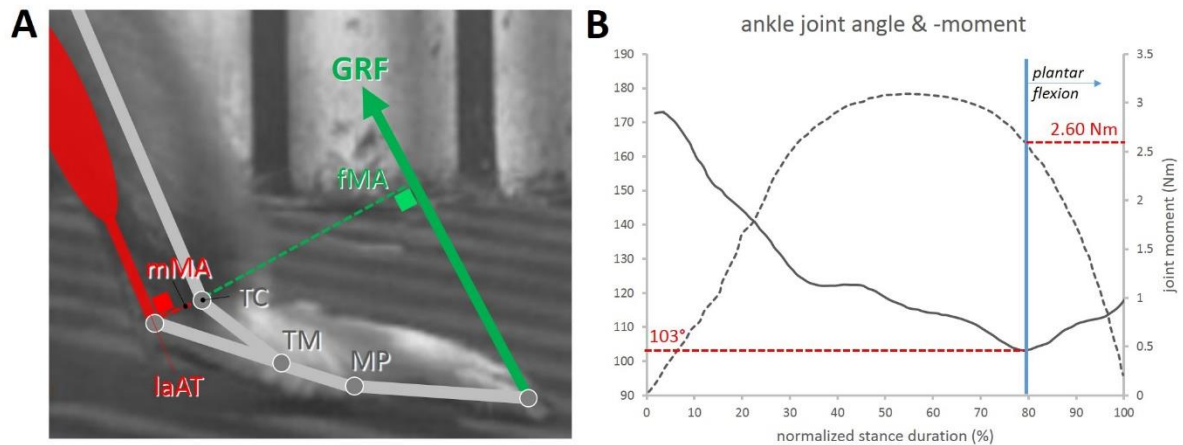 A
GRF
fMA
mMA
TC
TM
MP
laAT
B
ankle joint angle & -moment
190
180
170
160
150
140
130
120
110
100
90
3.5
3
2.5
2
1.5
1
0.5
0
plantar
flexion
2.60 Nm
103°
joint moment (Nm)
0
10
20
30
40
50
60
70
80
90
100
normalized stance duration (%)